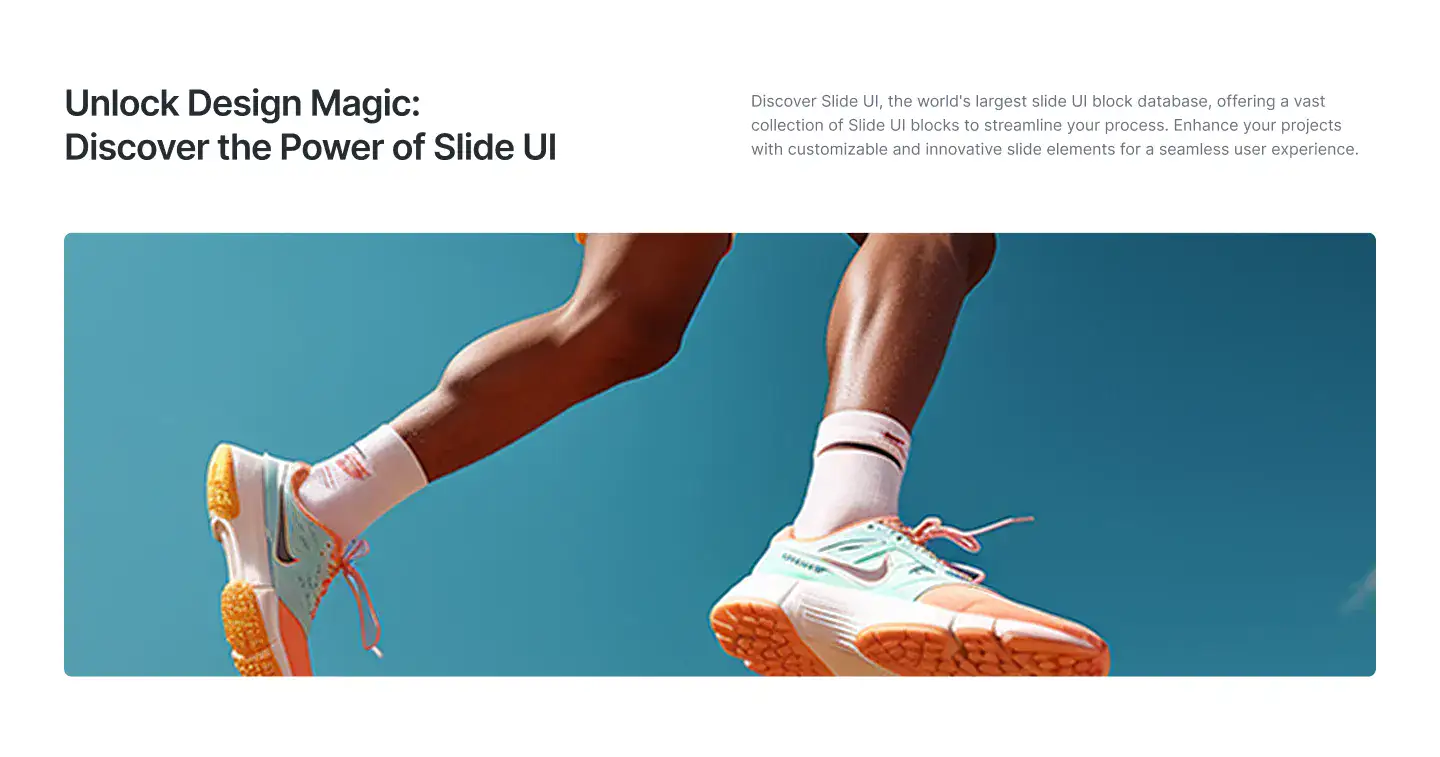 Unlock Design Magic:
Discover the Power of Slide UI
Discover Slide UI, the world's largest slide UI block database, offering a vast
collection of Slide UI blocks to streamline your process. Enhance your projects
with customizable and innovative slide elements for a seamless user experience.